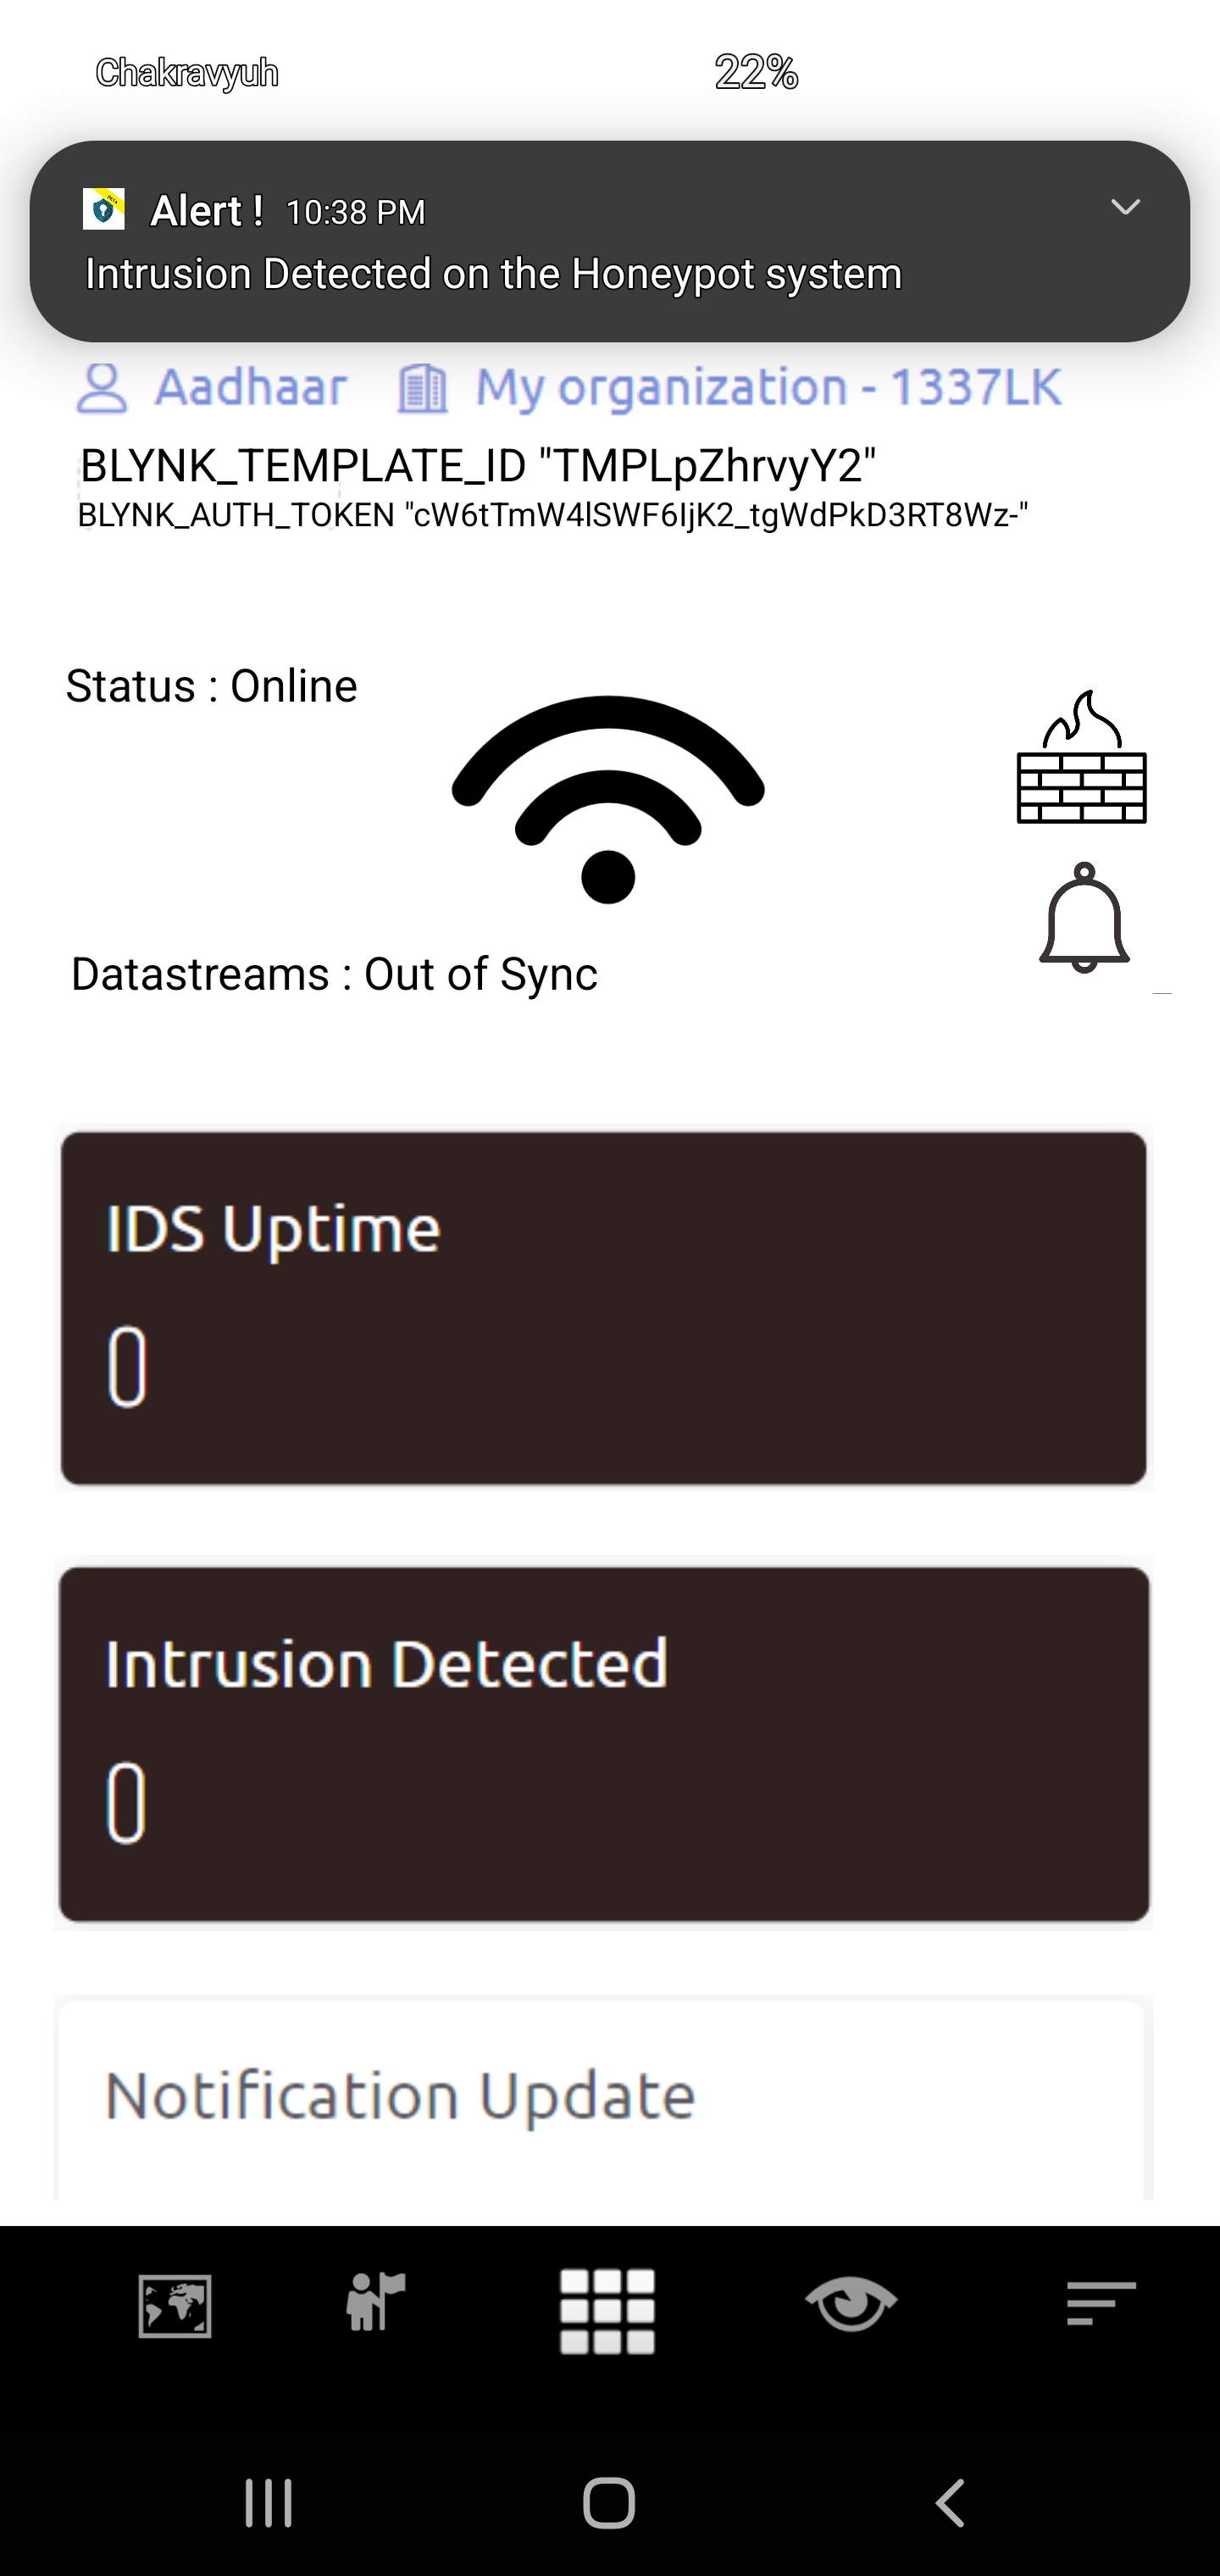 Chakravyuh 22%
Alert ! 10:38 PM
Intrusion Detected on the Honeypot system
Aadhaar My organization - 1337LK
BLYNK_TEMPLATE_ID "TMPLpZhrvyY2"
BLYNK_AUTH_TOKEN "cW6tTmW4lSWF6IjK2_tgWdPkD3RT8Wz-"
Status : Online
Datastreams : Out of Sync
IDS Uptime
0
Intrusion Detected
0
Notification Update